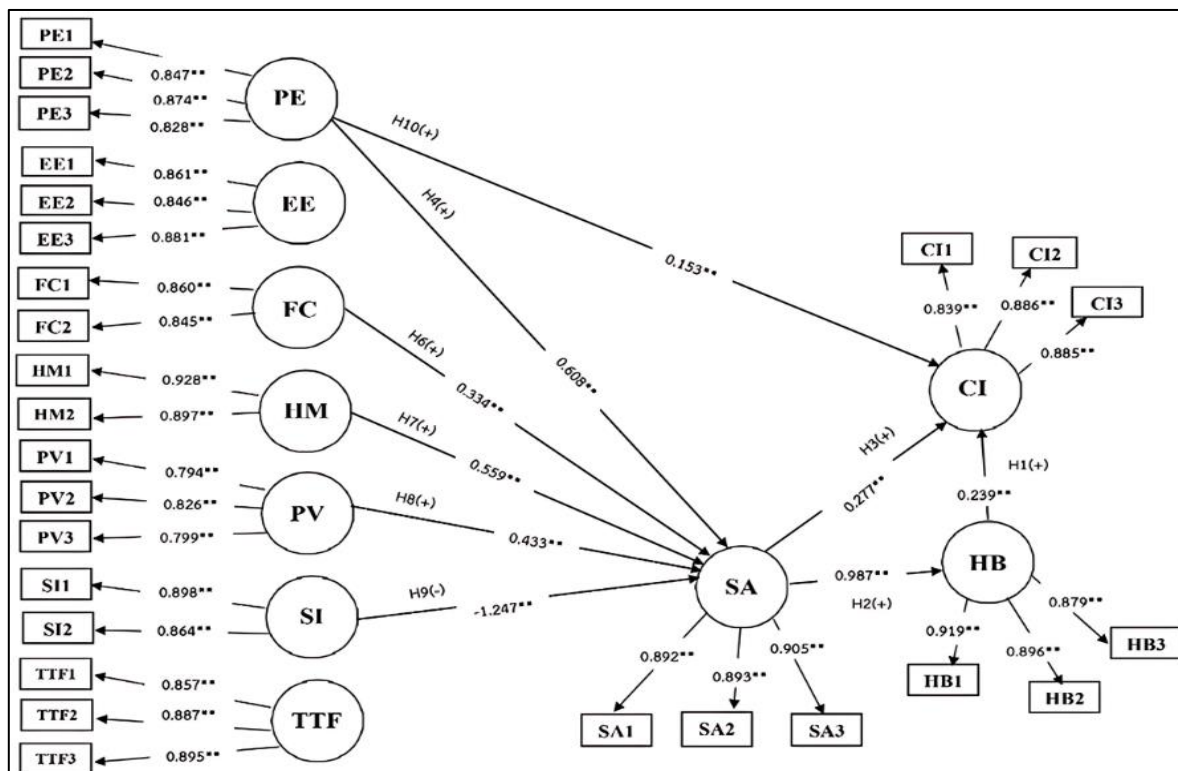 PE1
PE2
PE3
0.847**
0.874**
0.828**
PE
EE1
EE2
EE3
0.861**
0.846**
0.881**
EE
FC1
FC2
0.860**
0.845**
FC
HM1
HM2
0.928**
0.897**
HM
PV1
PV2
PV3
0.794**
0.826**
0.799**
PV
SI1
SI2
0.898**
0.864**
SI
TTF1
TTF2
TTF3
0.857**
0.887**
0.895**
TTF
H10(+)
0.153**
H4(+)
0.608**
H6(+)
0.334**
H7(+)
0.559**
H8(+)
0.433**
H9(-)
-1.247**
SA
0.892**
0.893**
0.905**
SA1
SA2
SA3
H3(+)
0.277**
0.987**
H2(+)
H1(+)
0.239**
CI1
CI2
CI3
0.839**
0.886**
0.885**
CI
HB
0.919**
0.896**
0.879**
HB1
HB2
HB3